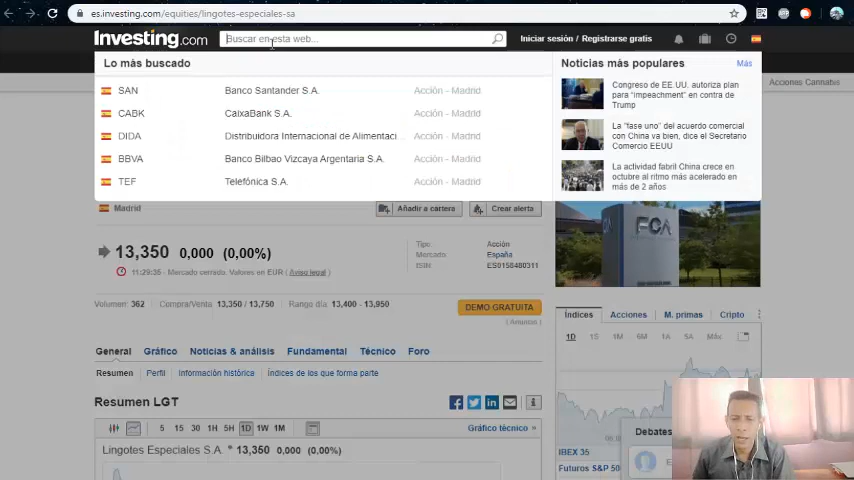 es.investing.com/equities/lingotes-especiales-sa
Investing.com
Buscar en esta web...
Iniciar sesión / Registrarse gratis
Lo más buscado
SAN Banco Santander S.A. Acción - Madrid
CABK CaixaBank S.A. Acción - Madrid
DIDA Distribuidora Internacional de Alimentaci... Acción - Madrid
BBVA Banco Bilbao Vizcaya Argentaria S.A. Acción - Madrid
TEF Telefónica S.A. Acción - Madrid
Noticias más populares Más
Congreso de EE.UU. autoriza plan
para "impeachment" en contra de
Trump
La "fase uno" del acuerdo comercial
con China va bien, dice el Secretario
Comercio EEUU
La actividad fabril China crece en
octubre al ritmo más acelerado en
más de 2 años
Acciones Cannabis
Madrid
Añadir a cartera
Crear alerta
13,350 0,000 (0,00%)
11:29:35 - Mercado cerrado. Valores en EUR ( Aviso legal )
Tipo: Acción
Mercado: España
ISIN: ES0158480311
FCA
Volumen: 362 Compra/Venta 13,350 / 13,750 Rango día: 13,400 - 13,950
DEMO GRATUITA
( Anuncio )
General Gráfico Noticias & análisis Fundamental Técnico Foro
Resumen Perfil Información histórica Índices de los que forma parte
Resumen LGT
5 15 30 1H 5H 1D 1W 1M
Gráfico técnico »
Lingotes Especiales S.A. 13,350 0,000 (0,00%)
Índices Acciones M. primas Cripto
1D 1S 1M 6M 1A 5A Máx
IBEX 35
Futuros S&P 50
Debates